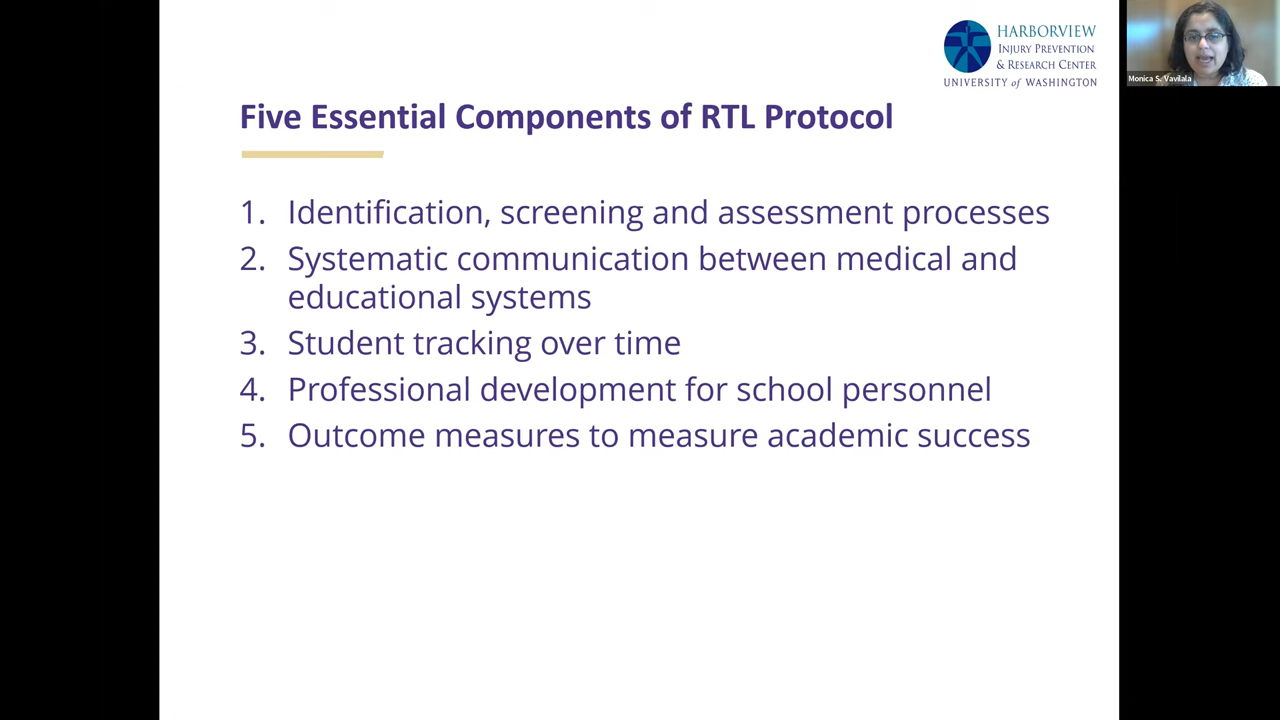 HARBORVIEW
INJURY PREVENTION
& RESEARCH CENTER
UNIVERSITY of WASHINGTON
Monica S. Vavilala
Five Essential Components of RTL Protocol
1. Identification, screening and assessment processes
2. Systematic communication between medical and
educational systems
3. Student tracking over time
4. Professional development for school personnel
5. Outcome measures to measure academic success